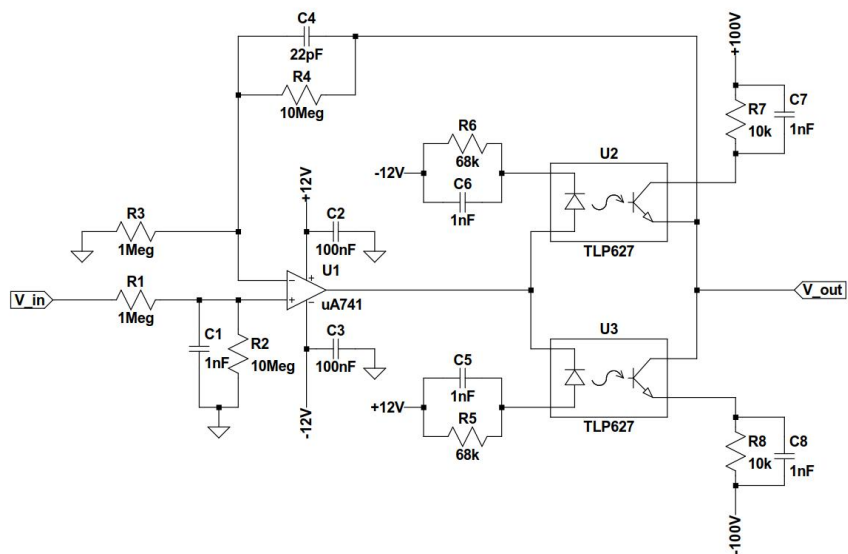 C4
22pF
R4
10Meg
+100V
R7
10k
C7
1nF
R6
68k
-12V
C6
1nF
U2
TLP627
+12V
C2
100nF
R3
1Meg
U1
uA741
V_in
R1
1Meg
V_out
C1
1nF
R2
10Meg
C3
100nF
-12V
U3
TLP627
C5
1nF
+12V
R5
68k
R8
10k
C8
1nF
-100V